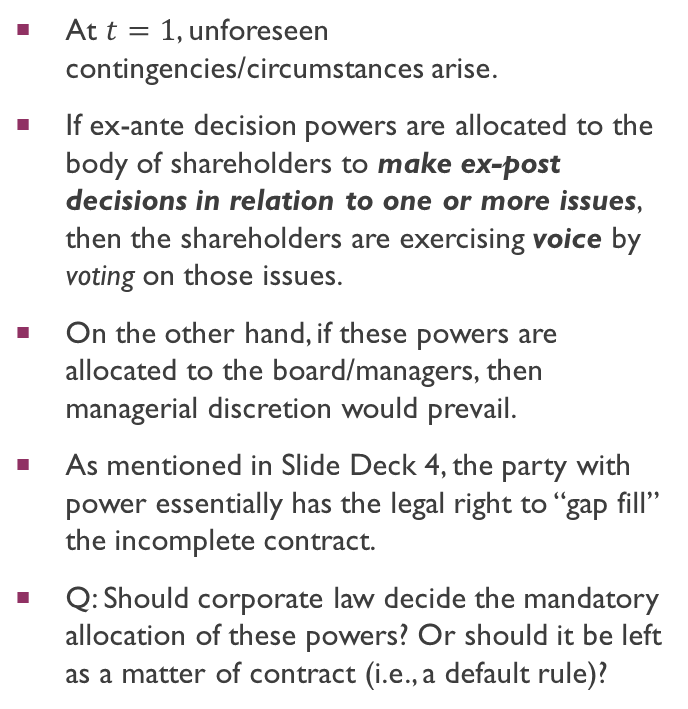 At t = 1, unforeseen
contingencies/circumstances arise.
If ex-ante decision powers are allocated to the
body of shareholders to make ex-post
decisions in relation to one or more issues,
then the shareholders are exercising voice by
voting on those issues.
On the other hand, if these powers are
allocated to the board/managers, then
managerial discretion would prevail.
As mentioned in Slide Deck 4, the party with
power essentially has the legal right to “gap fill”
the incomplete contract.
Q: Should corporate law decide the mandatory
allocation of these powers? Or should it be left
as a matter of contract (i.e., a default rule)?